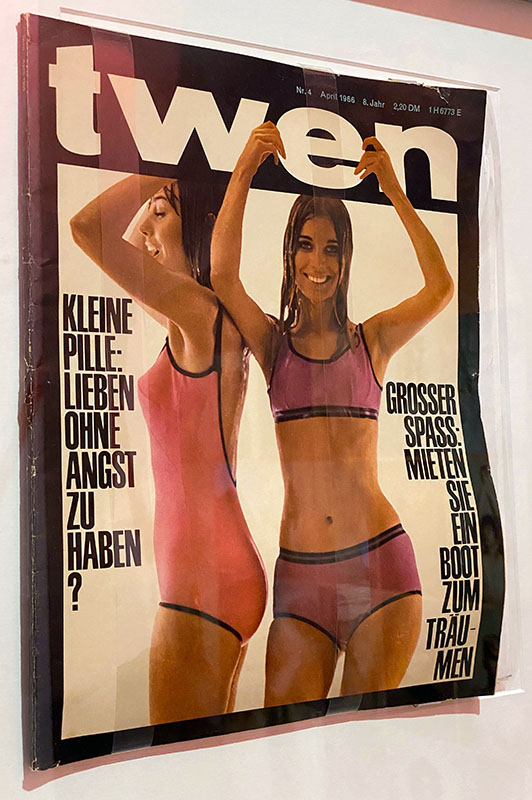 twen
Nr. 4 April 1966 8. Jahr 2,20 DM 1 H 6773 E
KLEINE
PILLE:
LIEBEN
OHNE
ANGST
ZU
HABEN
?
GROSSER
SPASS:
MIETEN
SIE
EIN
BOOT
ZUM
TRÄU-
MEN